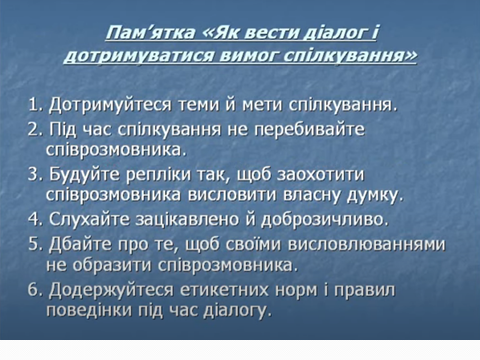 Пам’ятка «Як вести діалог і
дотримуватися вимог спілкування»
1. Дотримуйтеся теми й мети спілкування.
2. Під час спілкування не перебивайте
співрозмовника.
3. Будуйте репліки так, щоб заохотити
співрозмовника висловити власну думку.
4. Слухайте зацікавлено й доброзичливо.
5. Дбайте про те, щоб своїми висловлюваннями
не образити співрозмовника.
6. Додержуйтеся етикетних норм і правил
поведінки під час діалогу.